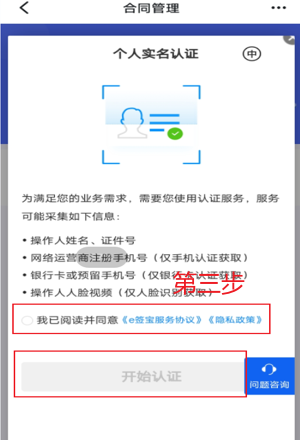 合同管理
个人实名认证
中
为满足您的业务需求，需要您使用认证服务，服务
可能采集如下信息：
• 操作人姓名、证件号
• 网络运营商注册手机号（仅手机认证获取）
• 银行卡或预留手机号（仅银行卡认证获取）
• 操作人人脸视频（仅人脸识别获取）
第三步
我已阅读并同意《e签宝服务协议》《隐私政策》
开始认证
问题咨询